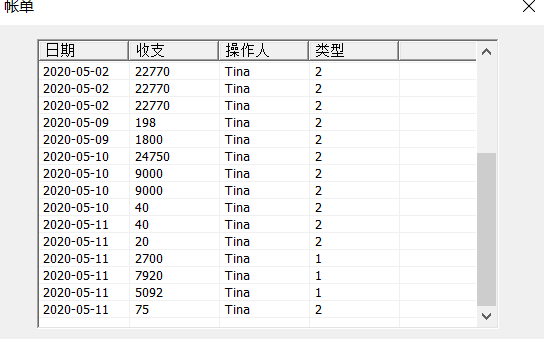 帐单
日期 收支 操作人 类型
2020-05-02 22770 Tina 2
2020-05-02 22770 Tina 2
2020-05-02 22770 Tina 2
2020-05-09 198 Tina 2
2020-05-09 1800 Tina 2
2020-05-10 24750 Tina 2
2020-05-10 9000 Tina 2
2020-05-10 9000 Tina 2
2020-05-10 40 Tina 2
2020-05-11 40 Tina 2
2020-05-11 20 Tina 2
2020-05-11 2700 Tina 1
2020-05-11 7920 Tina 1
2020-05-11 5092 Tina 1
2020-05-11 75 Tina 2